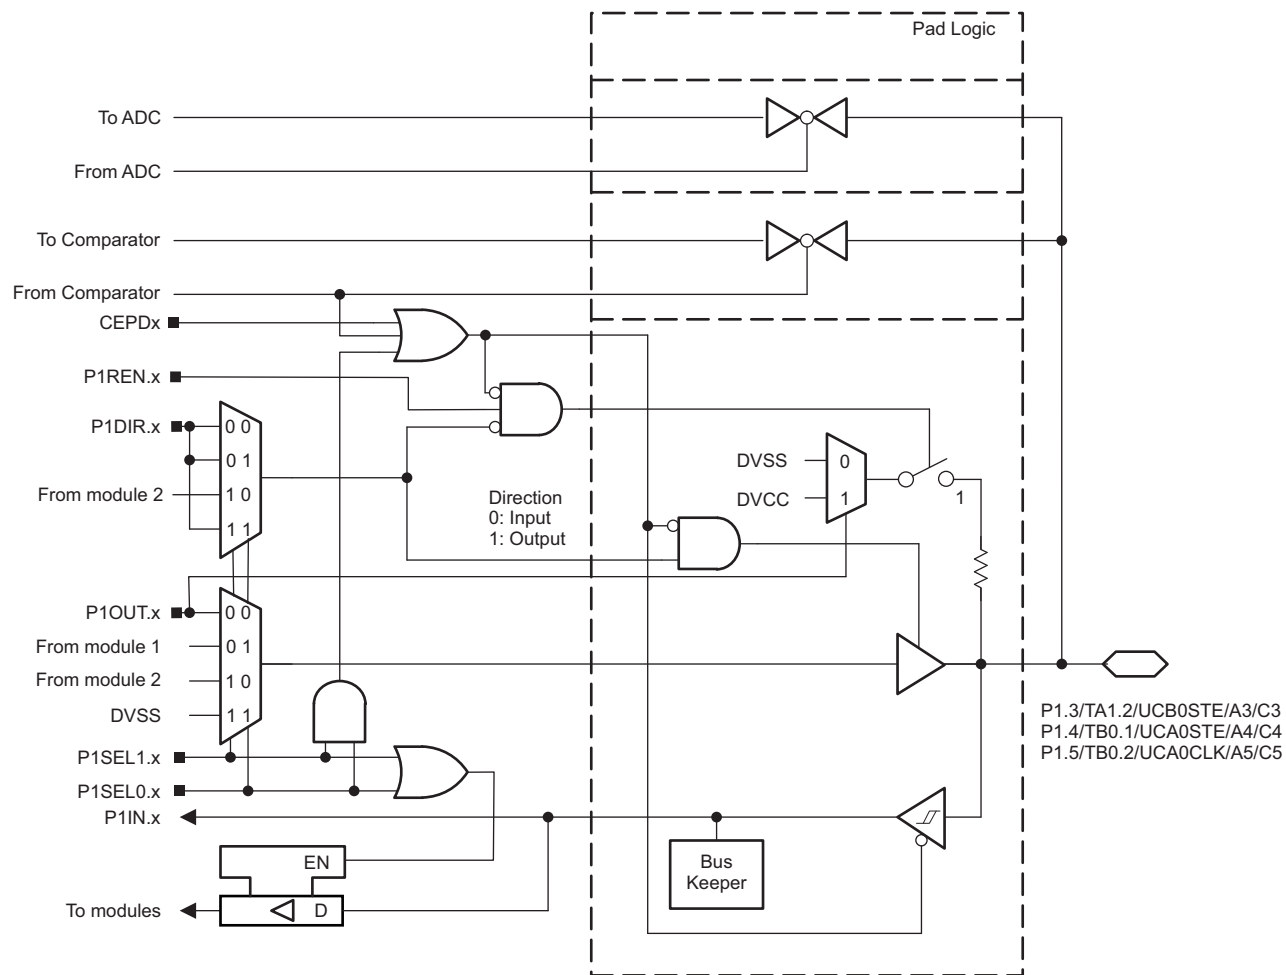 Pad Logic
To ADC
From ADC
To Comparator
From Comparator
CEPDx
P1REN.x
P1DIR.x
0 0
0 1
From module 2
1 0
1 1
Direction
0: Input
1: Output
DVSS
0
DVCC
1
1
P1OUT.x
0 0
From module 1
0 1
From module 2
1 0
DVSS
1 1
P1.3/TA1.2/UCB0STE/A3/C3
P1.4/TB0.1/UCA0STE/A4/C4
P1.5/TB0.2/UCA0CLK/A5/C5
P1SEL1.x
P1SEL0.x
P1IN.x
EN
Bus
Keeper
To modules
D